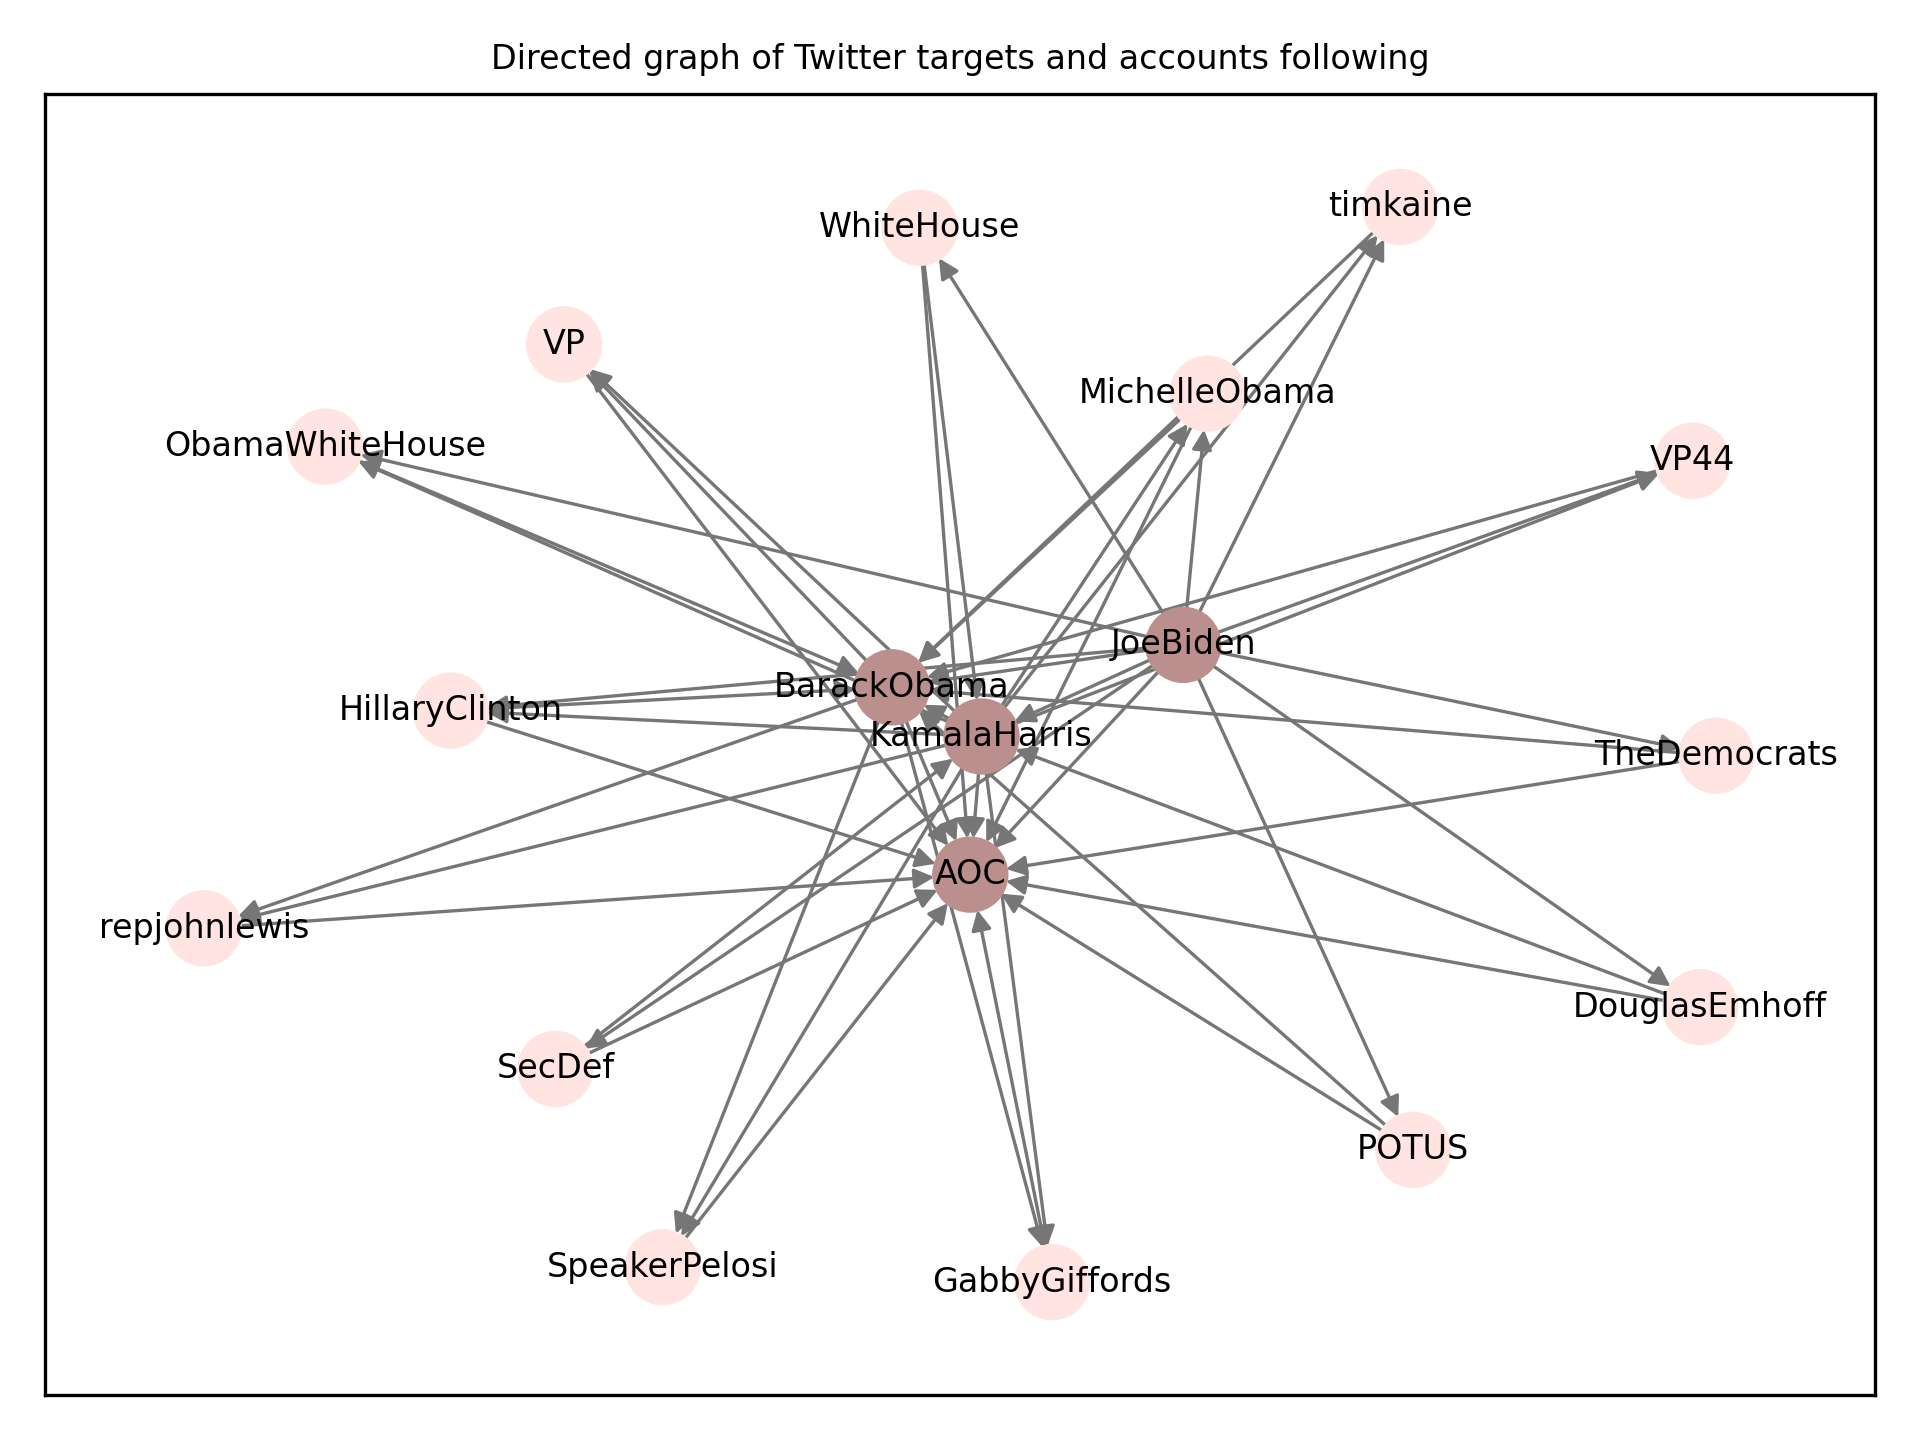 Directed graph of Twitter targets and accounts following
timkaine
WhiteHouse
VP
MichelleObama
ObamaWhiteHouse
VP44
JoeBiden
BarackObama
HillaryClinton
KamalaHarris
TheDemocrats
AOC
repjohnlewis
DouglasEmhoff
SecDef
POTUS
SpeakerPelosi
GabbyGiffords